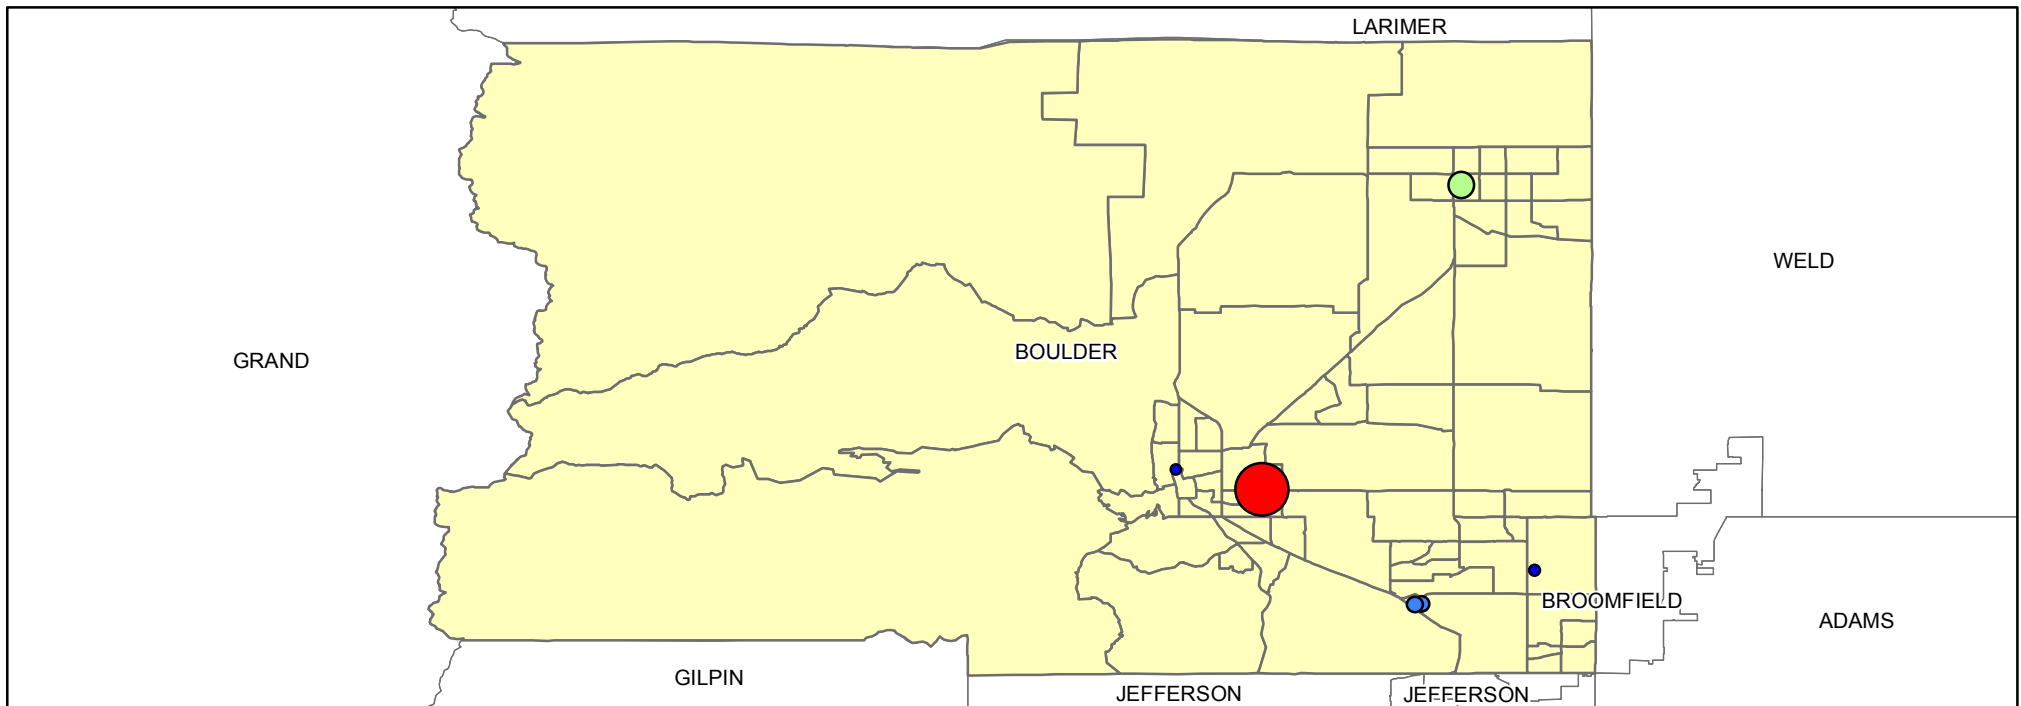 LARIMER
WELD
BOULDER
GRAND
BROOMFIELD
ADAMS
GILPIN
JEFFERSON
JEFFERSON